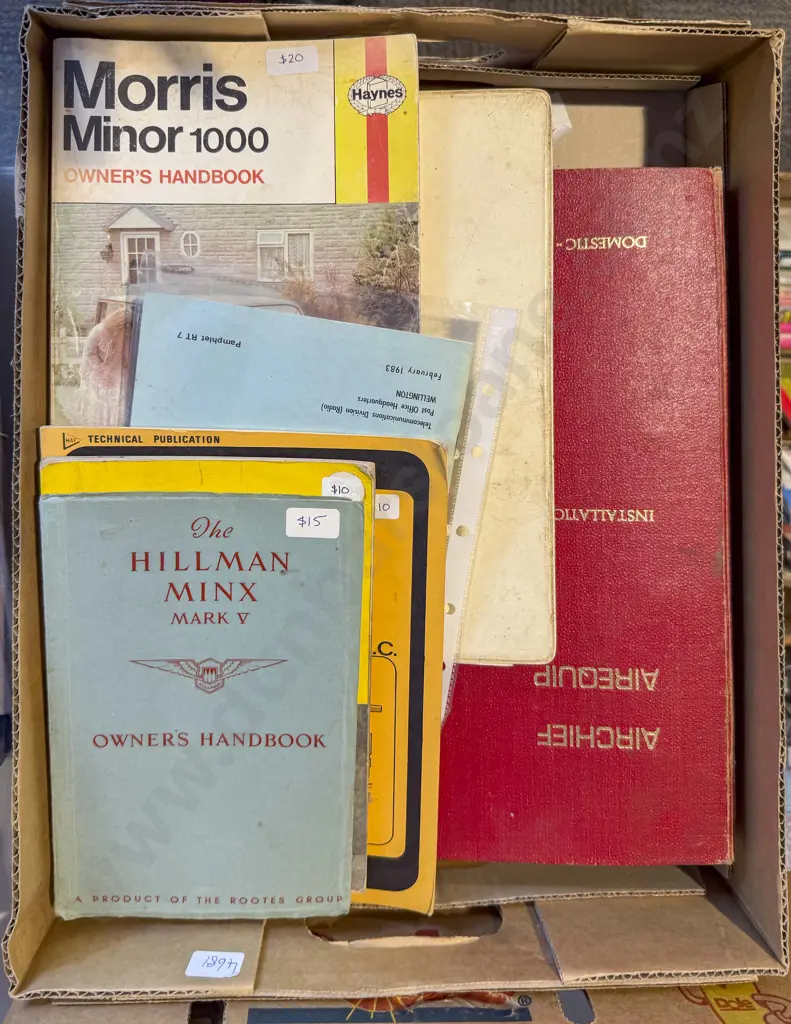 $20
Morris
Minor 1000
OWNER'S HANDBOOK
Haynes
DOMESTIC
INSTALLATIO
AIREQUIP
AIRCHIEF
Pamphlet RT 7
February 1983
Telecommunications Division (Radio)
Post Office Headquarters
WELLINGTON
TECHNICAL PUBLICATION
$10
10
.C.
$15
The
HILLMAN
MINX
MARK V
OWNER'S HANDBOOK
A PRODUCT OF THE ROOTES GROUP
Dole